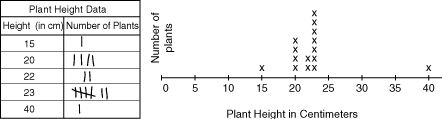 Plant Height Data
Height (in cm) Number of Plants
15
20
22
23
40
Number of plants
x x x x x x x x x x x x x x x
0 5 10 15 20 25 30 35 40
Plant Height in Centimeters